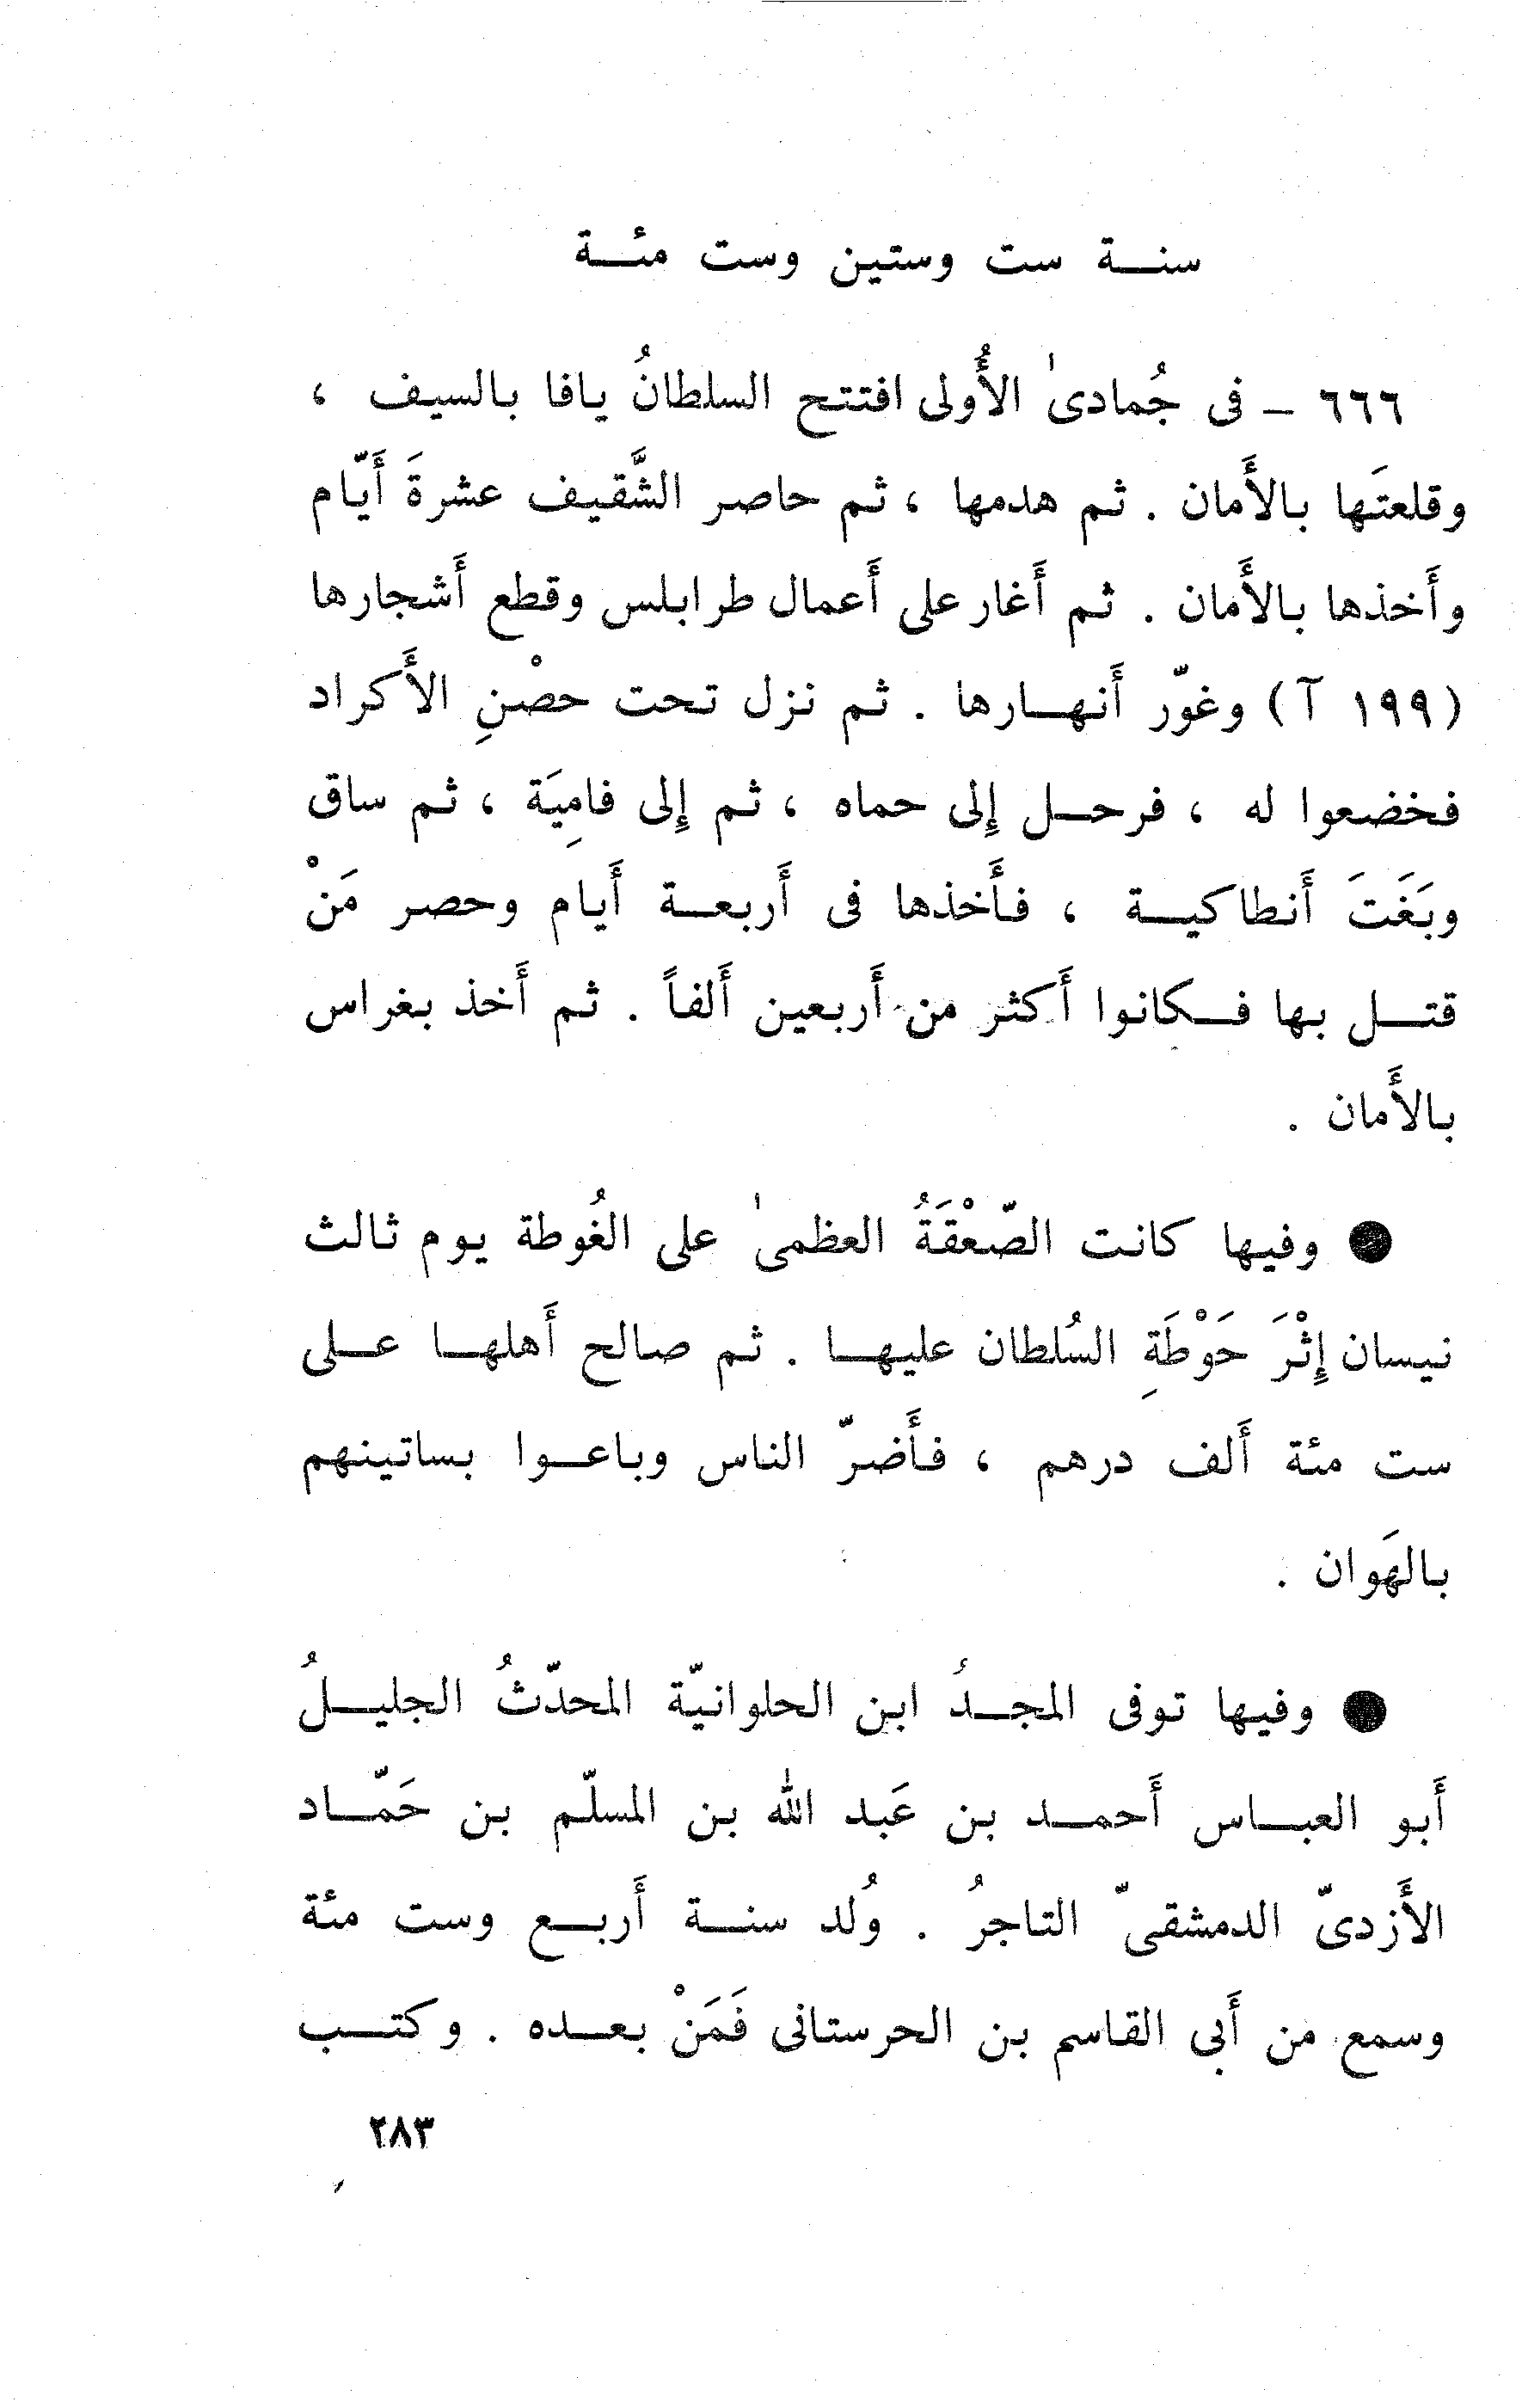 سنة ست وستين وست مئة
٦٦٦ – فى جُمادىٰ الأُولى افتتح السلطانُ يافا بالسيف ،
وقلعتَها بالأَمان . ثم هدمها ، ثم حاصر الشَّقيف عشرةَ أَيّام
وأَخذها بالأَمان . ثم أَغار على أَعمال طرابلس وقطع أَشجارها
(١٩٩ آ) وغوّر أَنهارها . ثم نزل تحت حصْنِ الأَكراد
فخضعوا له ، فرحل إِلى حماه ، ثم إِلى فامِيَة ، ثم ساق
وبَغَتَ أَنطاكية ، فأَخذها فى أَربعة أَيام وحصر مَنْ
قتل بها فكانوا أَكثر من أَربعين أَلفاً . ثم أَخذ بغراس
بالأَمان .
● وفيها كانت الصّعْقَةُ العظمىٰ على الغُوطة يوم ثالث
نيسان إِثْرَ حَوْطَةِ السُلطان عليها . ثم صالح أَهلها على
ست مئة أَلف درهم ، فأَضرّ الناس وباعوا بساتينهم
بالهَوان .
● وفيها توفى المجدُ ابن الحلوانيّة المحدّثُ الجليلُ
أَبو العباس أَحمد بن عَبد الله بن المسلّم بن حَمّاد
الأَزدىّ الدمشقىّ التاجرُ . وُلد سنة أَربع وست مئة
وسمع من أَبى القاسم بن الحرستانى فَمَنْ بعده . وكتب
٢٨٣